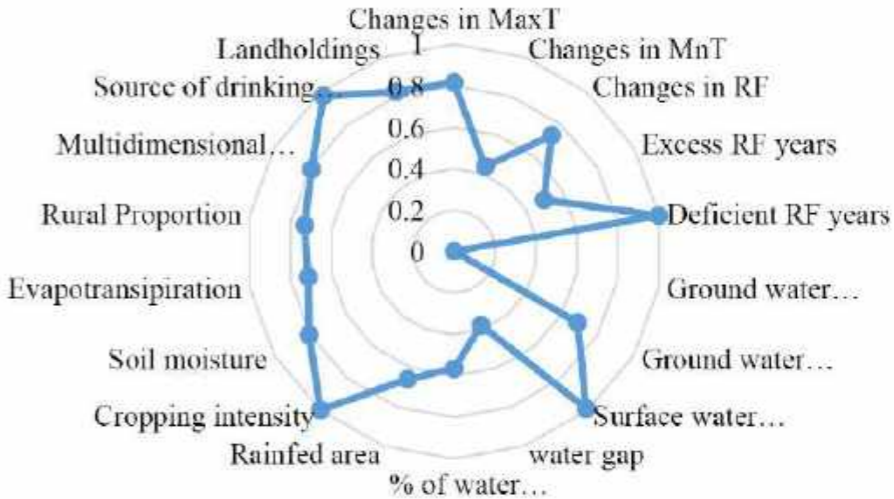 Changes in MaxT
Changes in MnT
Changes in RF
Excess RF years
Deficient RF years
Ground water...
Ground water...
Surface water...
water gap
% of water...
Rainfed area
Cropping intensity
Soil moisture
Evapotransipiration
Rural Proportion
Multidimensional...
Source of drinking...
Landholdings
1
0.8
0.6
0.4
0.2
0